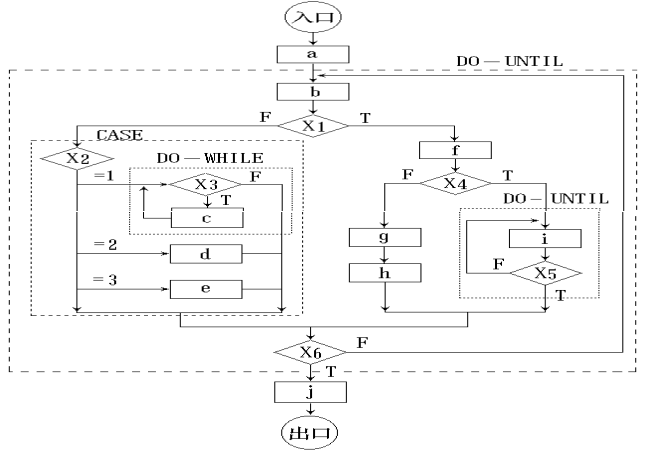 入口
a
DO－UNTIL
b
F X1 T
CASE
X2
DO－WHILE
f
=1 X3 F
F X4 T
T
DO－UNTIL
c
g
i
=2 d
F X5
h
=3 e
T
X6 F
T
j
出口